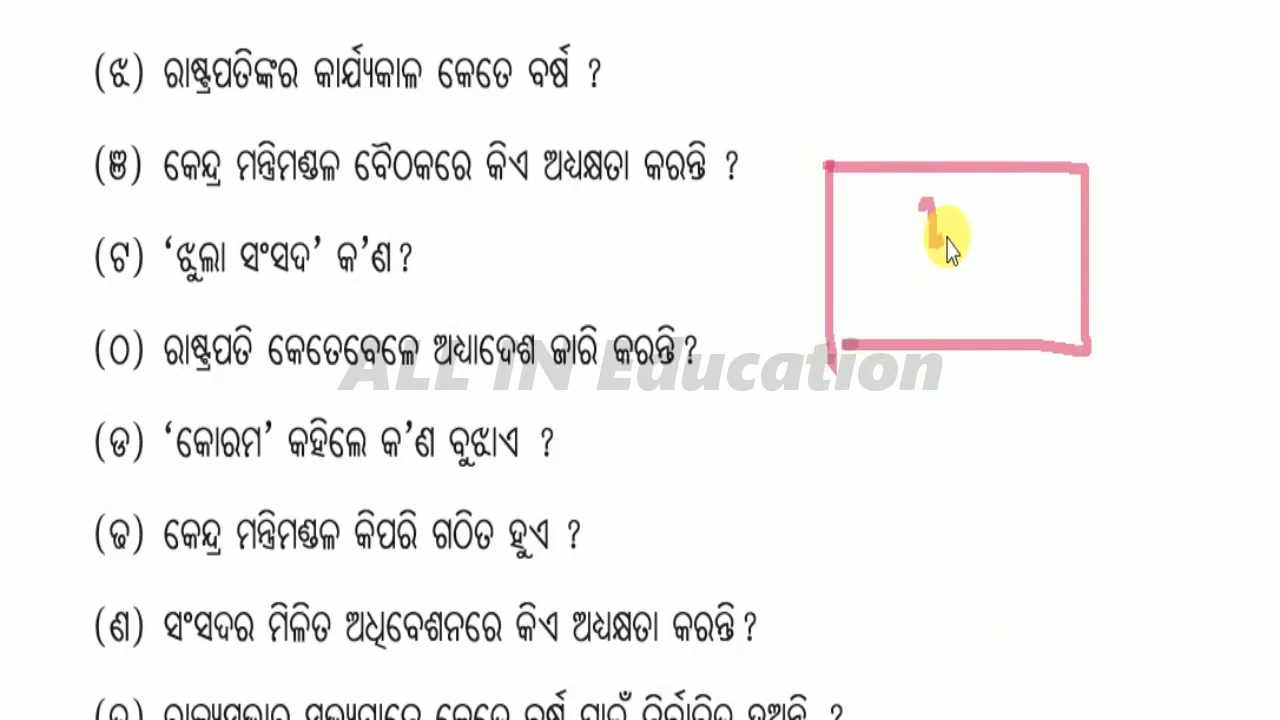 (ଝ) ରାଷ୍ଟ୍ରପତିଙ୍କର କାର୍ଯ୍ୟକାଳ କେତେ ବର୍ଷ ?
(ଞ) କେନ୍ଦ୍ର ମନ୍ତ୍ରିମଣ୍ଡଳ ବୈଠକରେ କିଏ ଅଧ୍ୟକ୍ଷତା କରନ୍ତି ?
(ଟ) ‘ଝୁଲା ସଂସଦ’ କ’ଣ?
(ଠ) ରାଷ୍ଟ୍ରପତି କେତେବେଳେ ଅଧ୍ୟାଦେଶ ଜାରି କରନ୍ତି?
ALL IN Education
(ଡ) ‘କୋରମ’ କହିଲେ କ’ଣ ବୁଝାଏ ?
(ଢ) କେନ୍ଦ୍ର ମନ୍ତ୍ରିମଣ୍ଡଳ କିପରି ଗଠିତ ହୁଏ ?
(ଣ) ସଂସଦର ମିଳିତ ଅଧିବେଶନରେ କିଏ ଅଧ୍ୟକ୍ଷତା କରନ୍ତି?